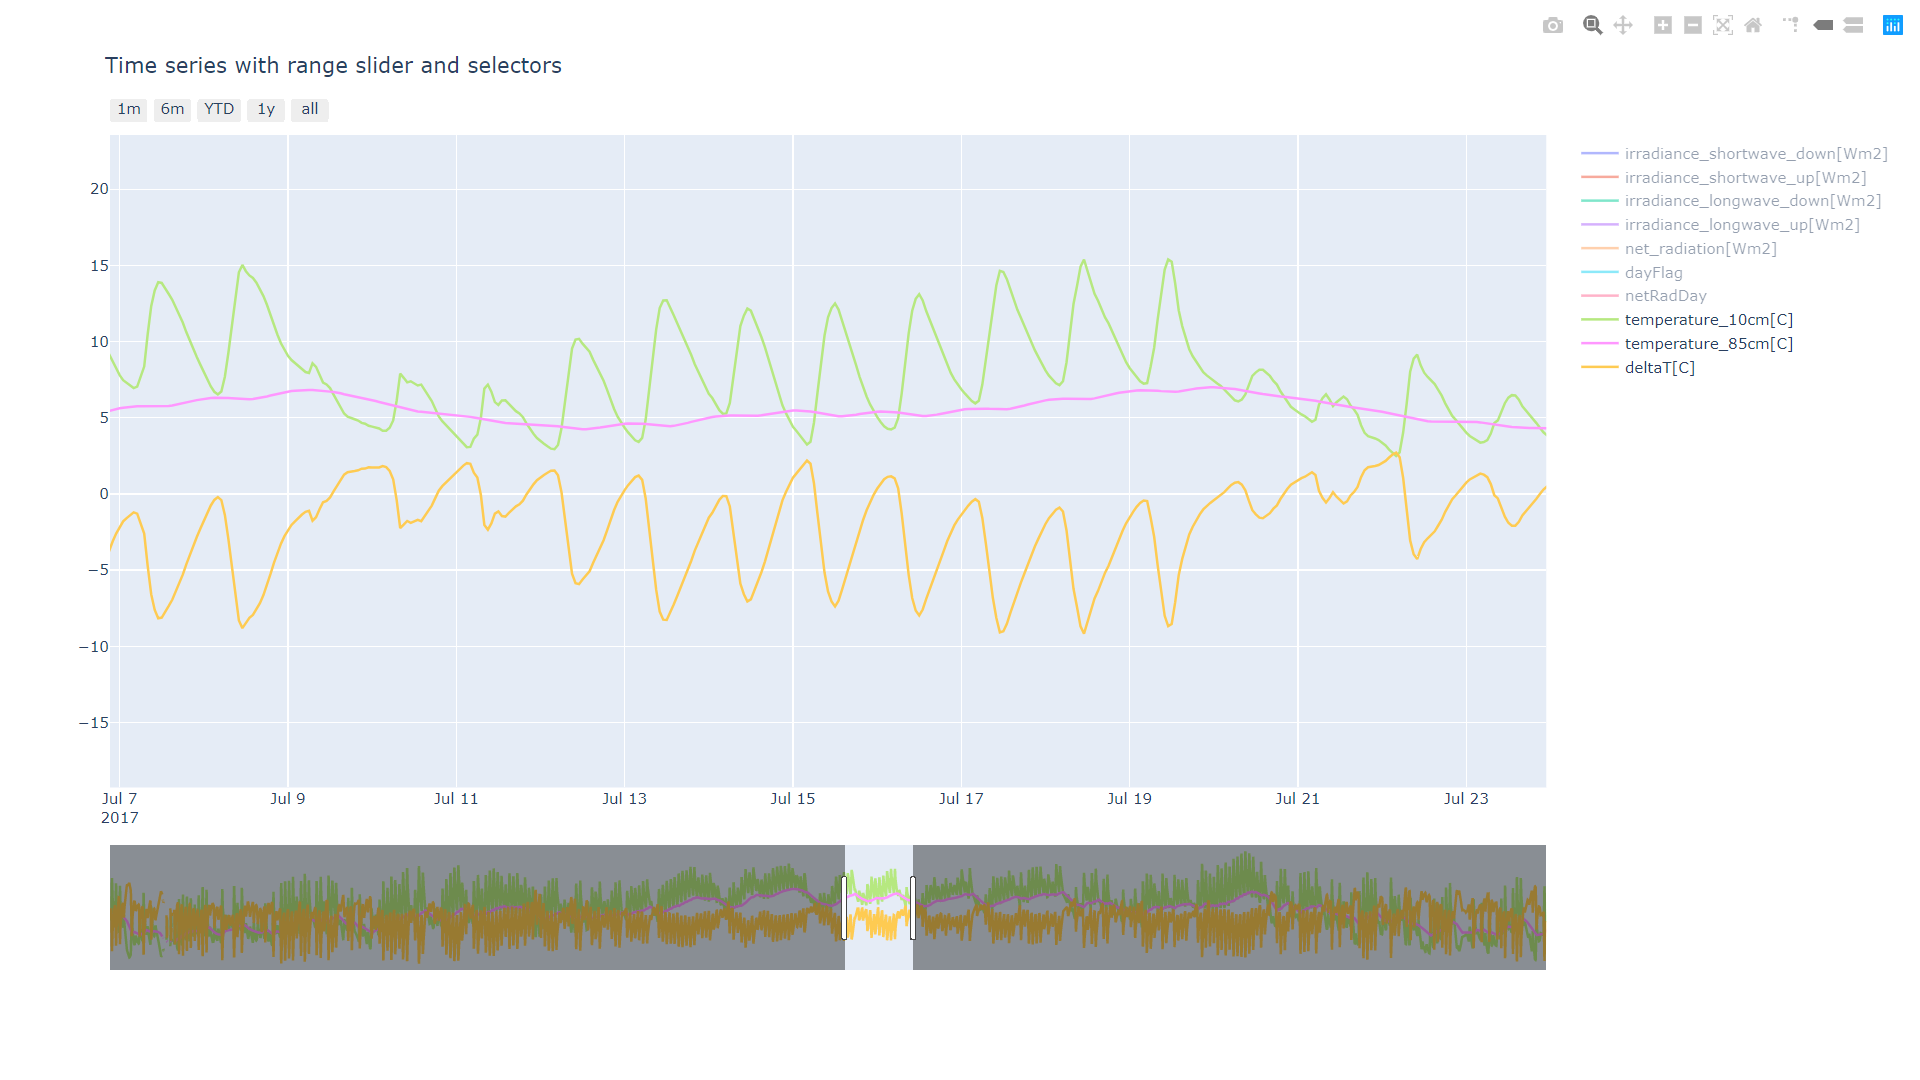 Time series with range slider and selectors
1m 6m YTD 1y all
irradiance_shortwave_down[Wm2]
irradiance_shortwave_up[Wm2]
irradiance_longwave_down[Wm2]
irradiance_longwave_up[Wm2]
net_radiation[Wm2]
dayFlag
netRadDay
temperature_10cm[C]
temperature_85cm[C]
deltaT[C]
20
15
10
5
0
−5
−10
−15
Jul 7 Jul 9 Jul 11 Jul 13 Jul 15 Jul 17 Jul 19 Jul 21 Jul 23
2017